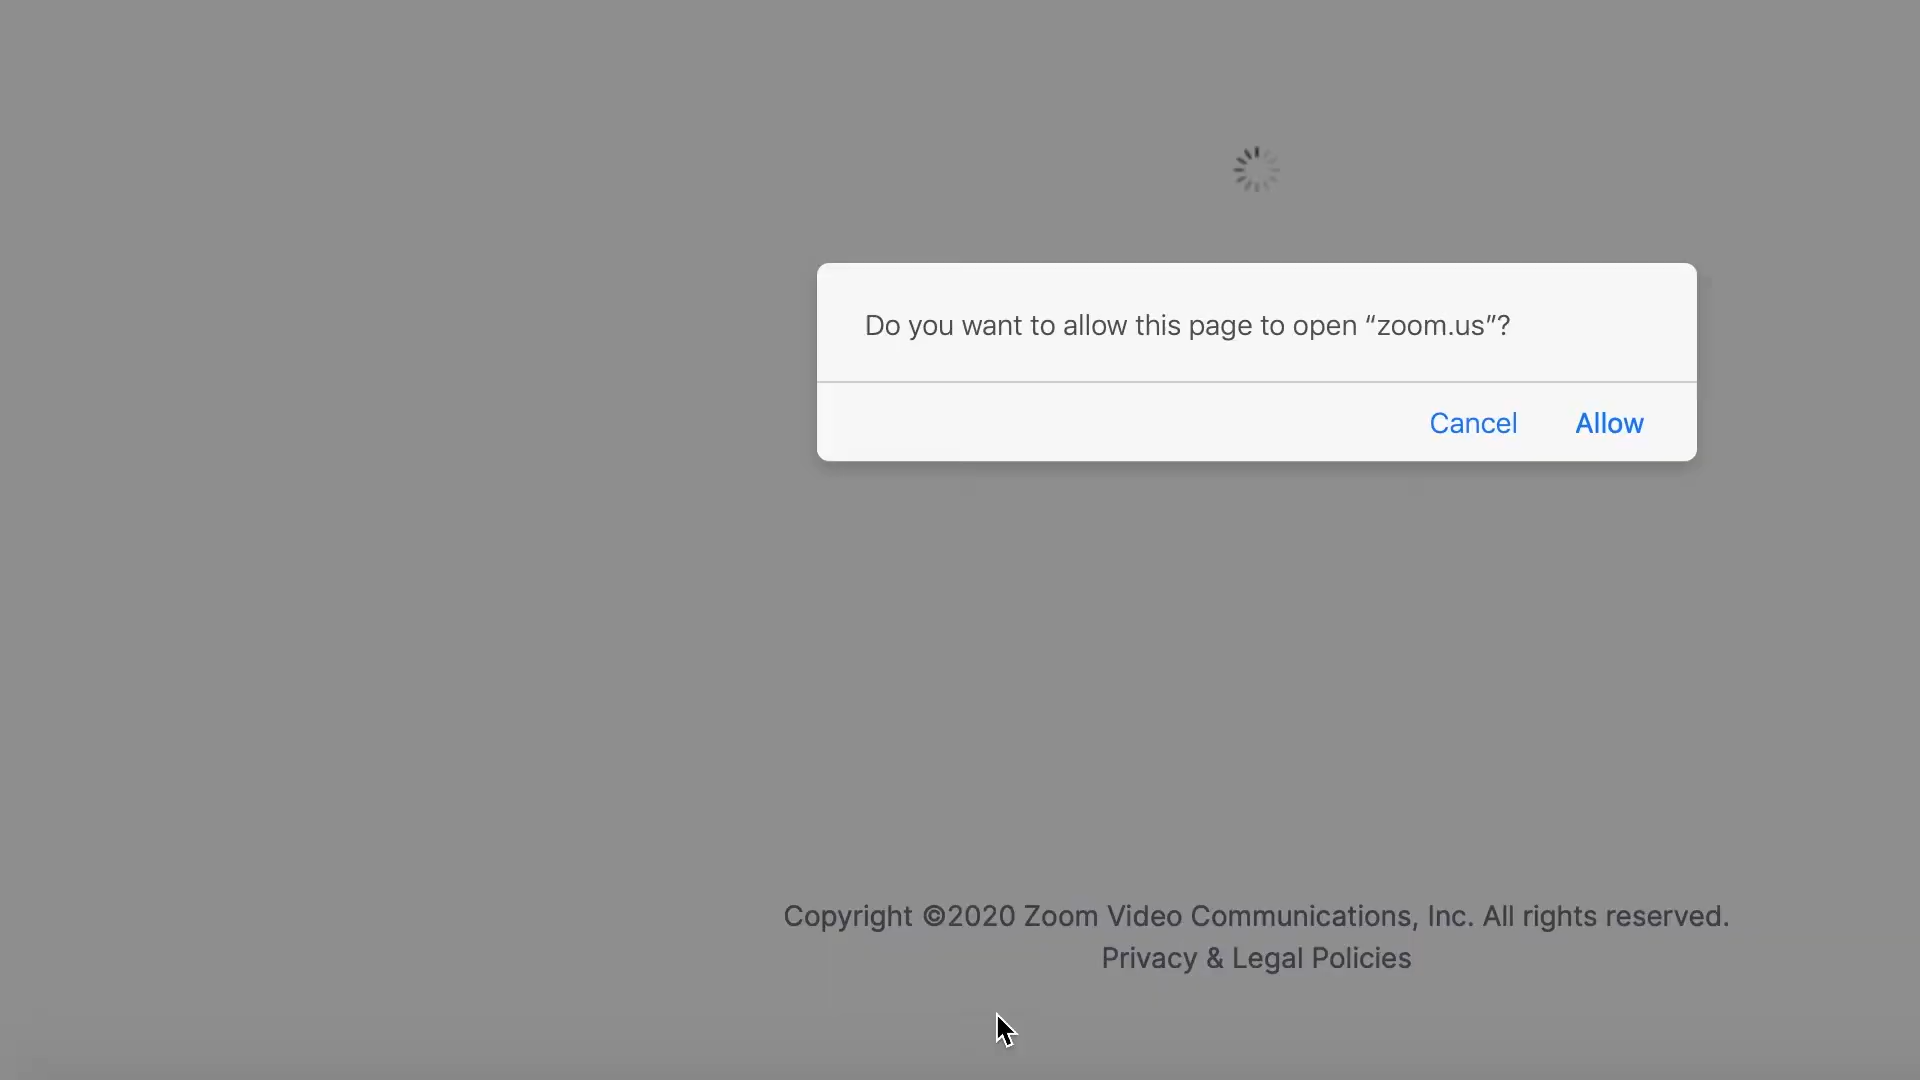 Do you want to allow this page to open “zoom.us”?
Cancel Allow
Copyright ©2020 Zoom Video Communications, Inc. All rights reserved.
Privacy & Legal Policies